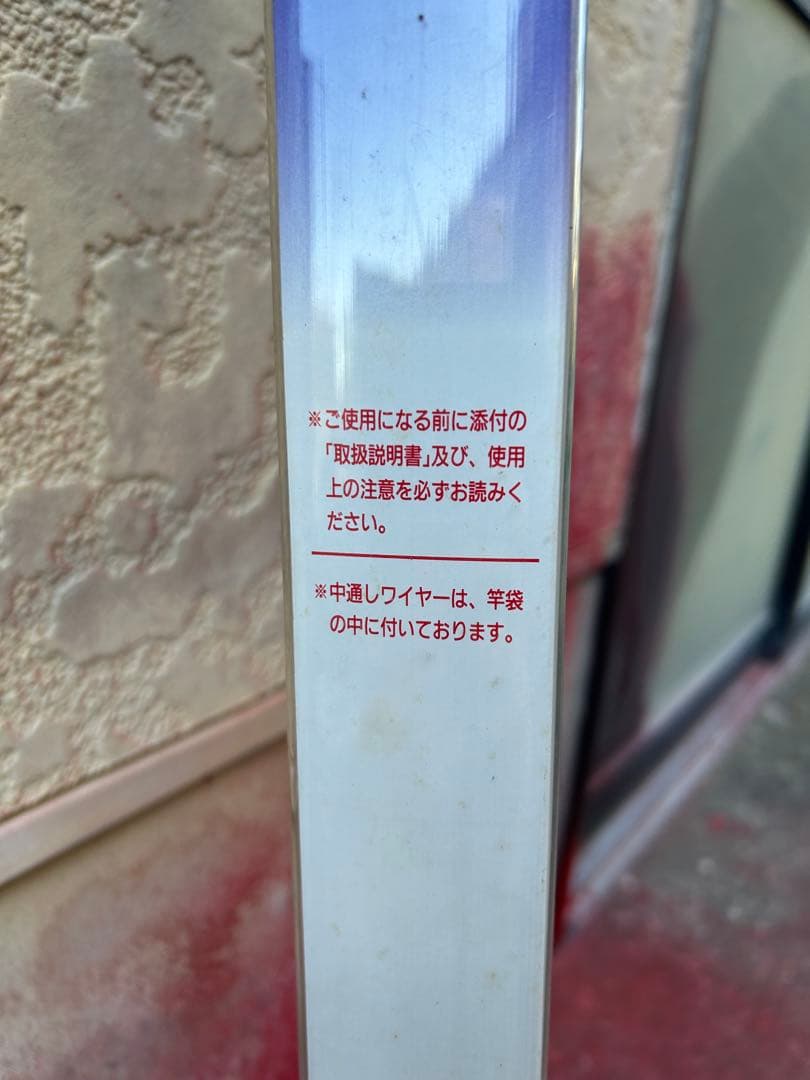 ※ご使用になる前に添付の
「取扱説明書」及び、使用
上の注意を必ずお読みく
ださい。
※中通しワイヤーは、竿袋
の中に付いております。